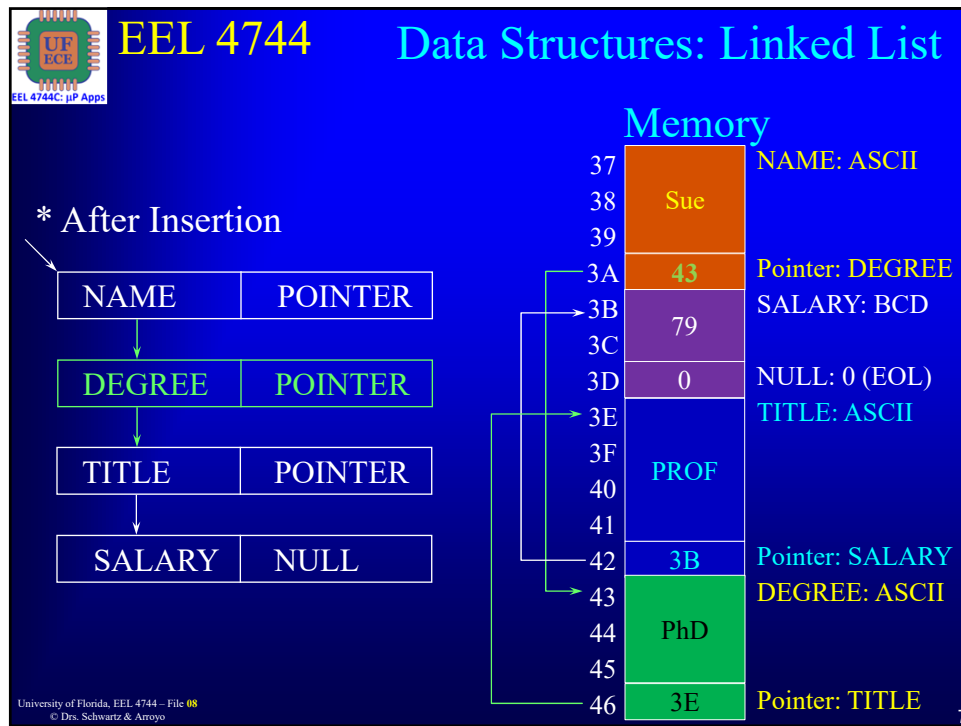 UF
ECE
EEL 4744C: µP Apps
EEL 4744
Data Structures: Linked List
* After Insertion
NAME POINTER
DEGREE POINTER
TITLE POINTER
SALARY NULL
Memory
37 NAME: ASCII
38 Sue
39
3A 43 Pointer: DEGREE
3B SALARY: BCD
79
3C
3D 0 NULL: 0 (EOL)
3E TITLE: ASCII
3F
PROF
40
41
42 3B Pointer: SALARY
43 DEGREE: ASCII
44 PhD
45
46 3E Pointer: TITLE
University of Florida, EEL 4744 – File 08
© Drs. Schwartz & Arroyo